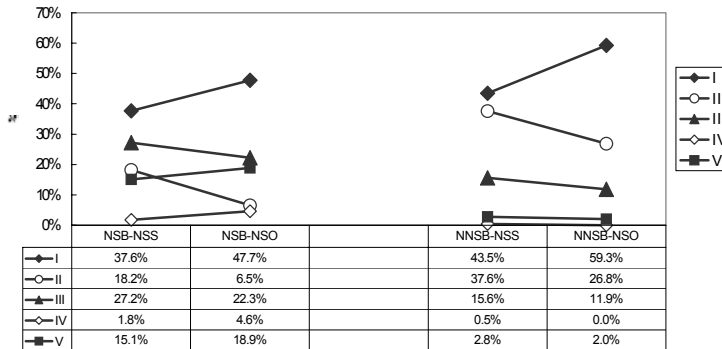 70%
60%
50%
40%
30%
20%
10%
0%
I
II
III
IV
V
NSB-NSS NSB-NSO NNSB-NSS NNSB-NSO
I 37.6% 47.7% 43.5% 59.3%
II 18.2% 6.5% 37.6% 26.8%
III 27.2% 22.3% 15.6% 11.9%
IV 1.8% 4.6% 0.5% 0.0%
V 15.1% 18.9% 2.8% 2.0%